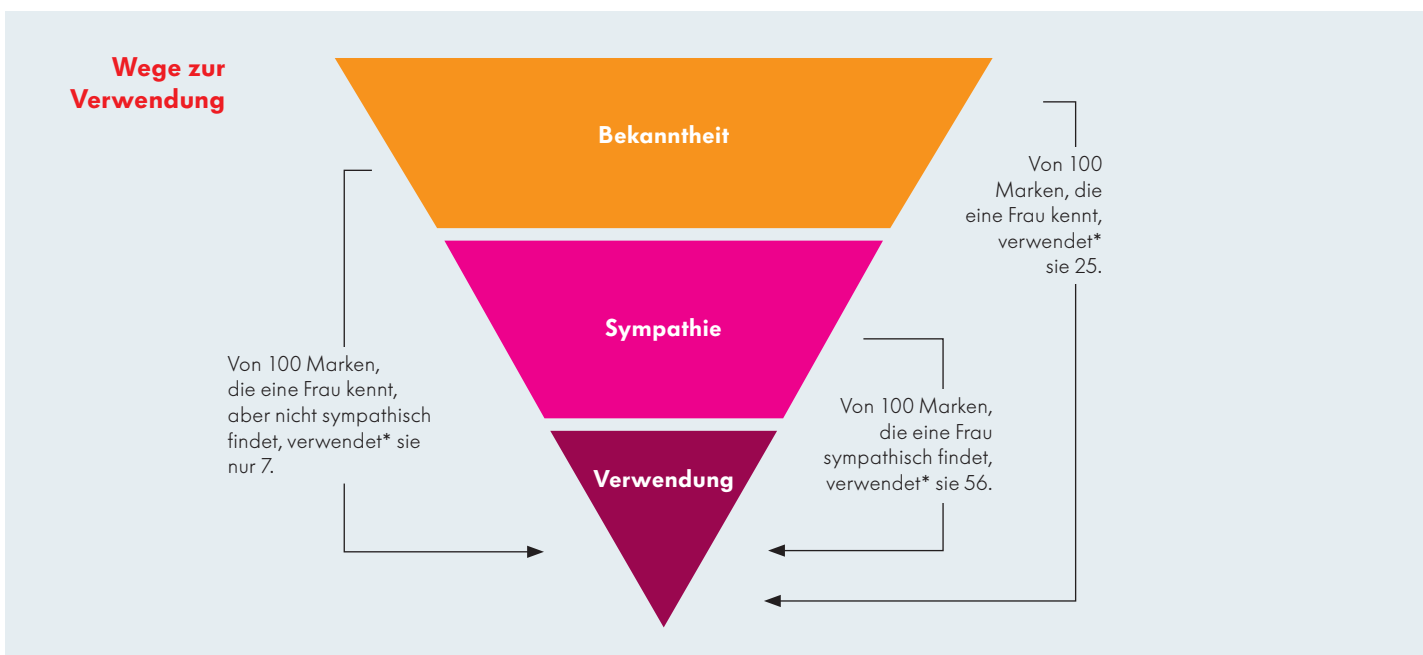 Wege zur
Verwendung
Bekanntheit
Von 100
Marken, die
eine Frau kennt,
verwendet*
sie 25.
Sympathie
Von 100 Marken,
die eine Frau kennt,
aber nicht sympathisch
findet, verwendet* sie
nur 7.
Von 100 Marken,
die eine Frau
sympathisch findet,
verwendet* sie 56.
Verwendung